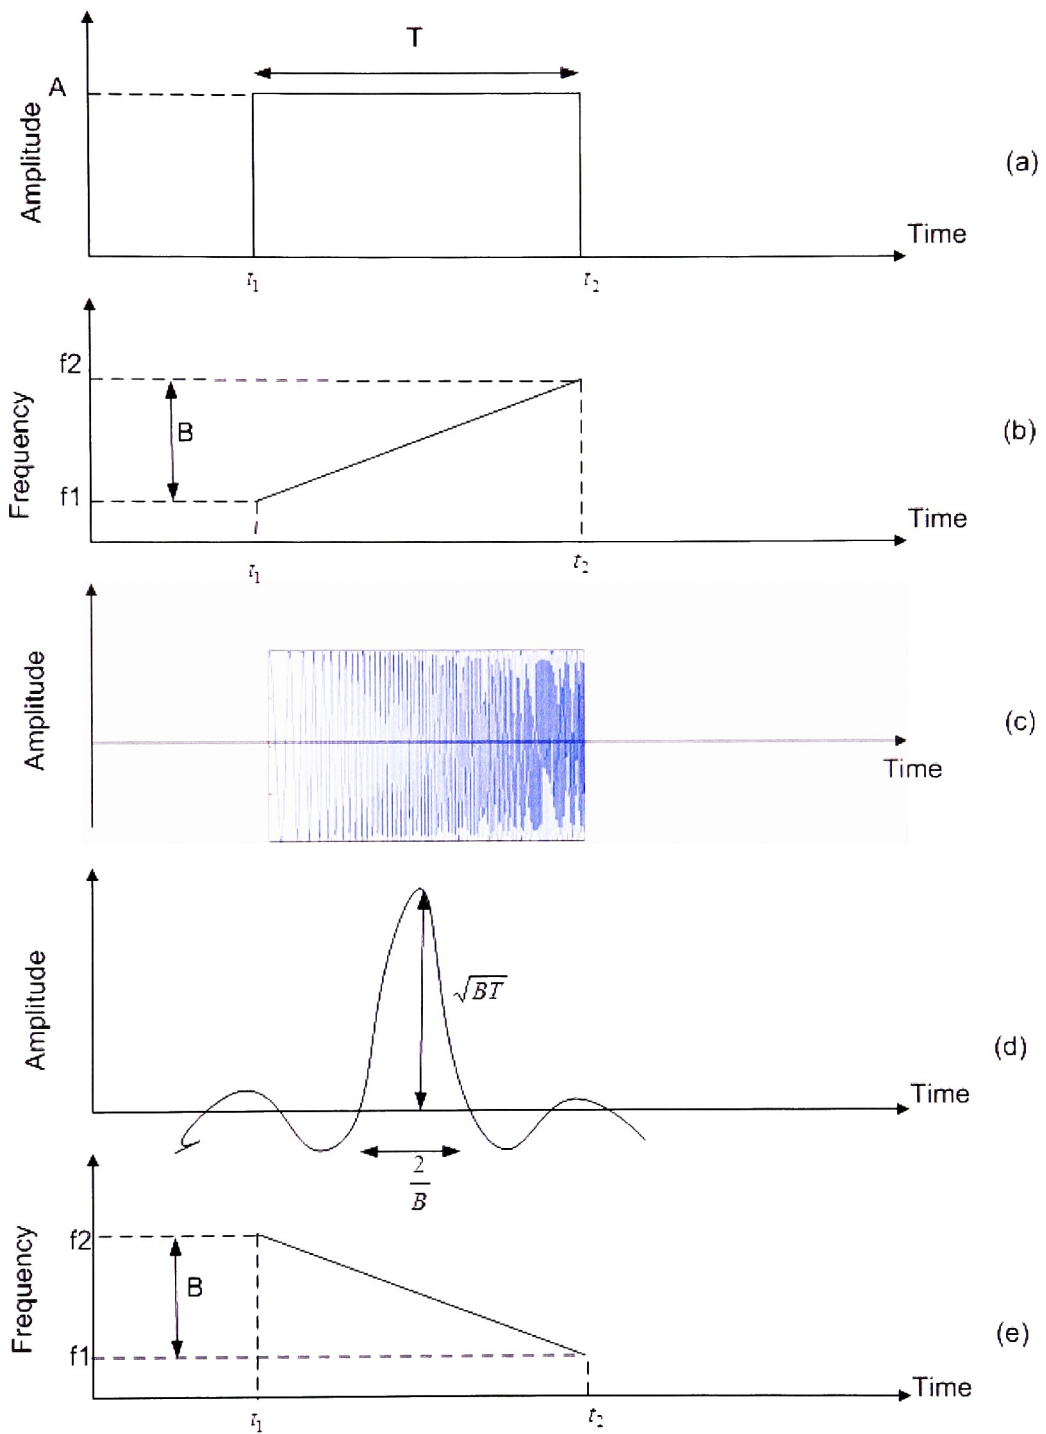 T
A
Amplitude
(a)
Time
t₁ t₂
f2
B
Frequency
(b)
f1
Time
t₁ t₂
Amplitude
(c)
Time
√BT
Amplitude
(d)
Time
2/B
f2
B
Frequency
(e)
f1
Time
t₁ t₂